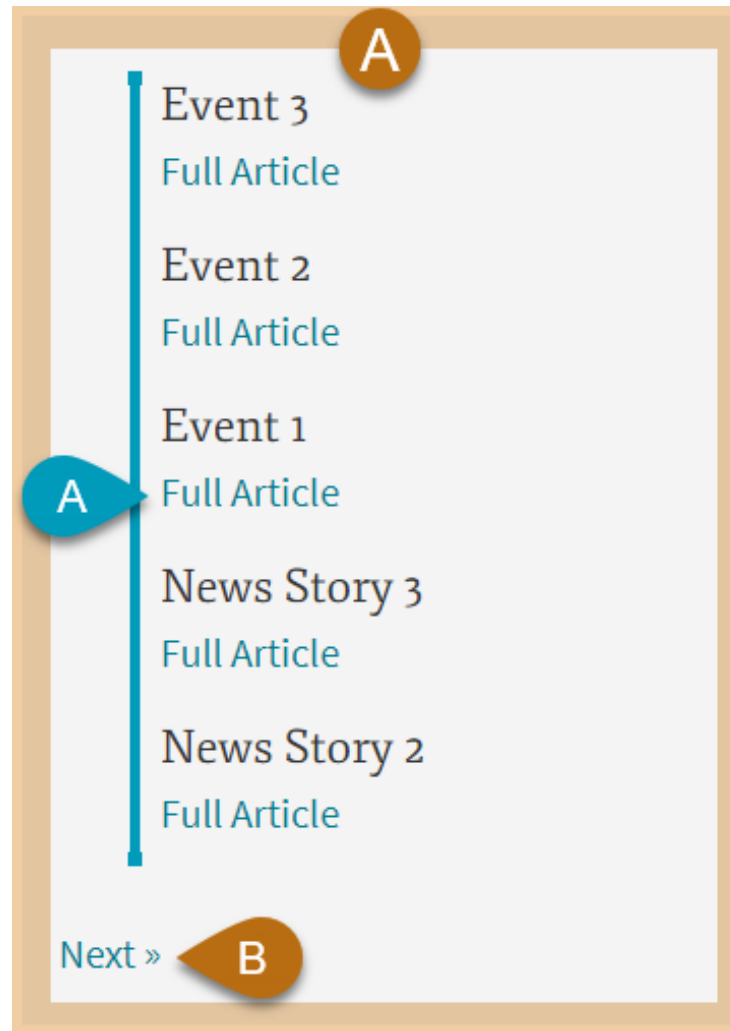 A
Event 3
Full Article
Event 2
Full Article
Event 1
A Full Article
News Story 3
Full Article
News Story 2
Full Article
Next » B